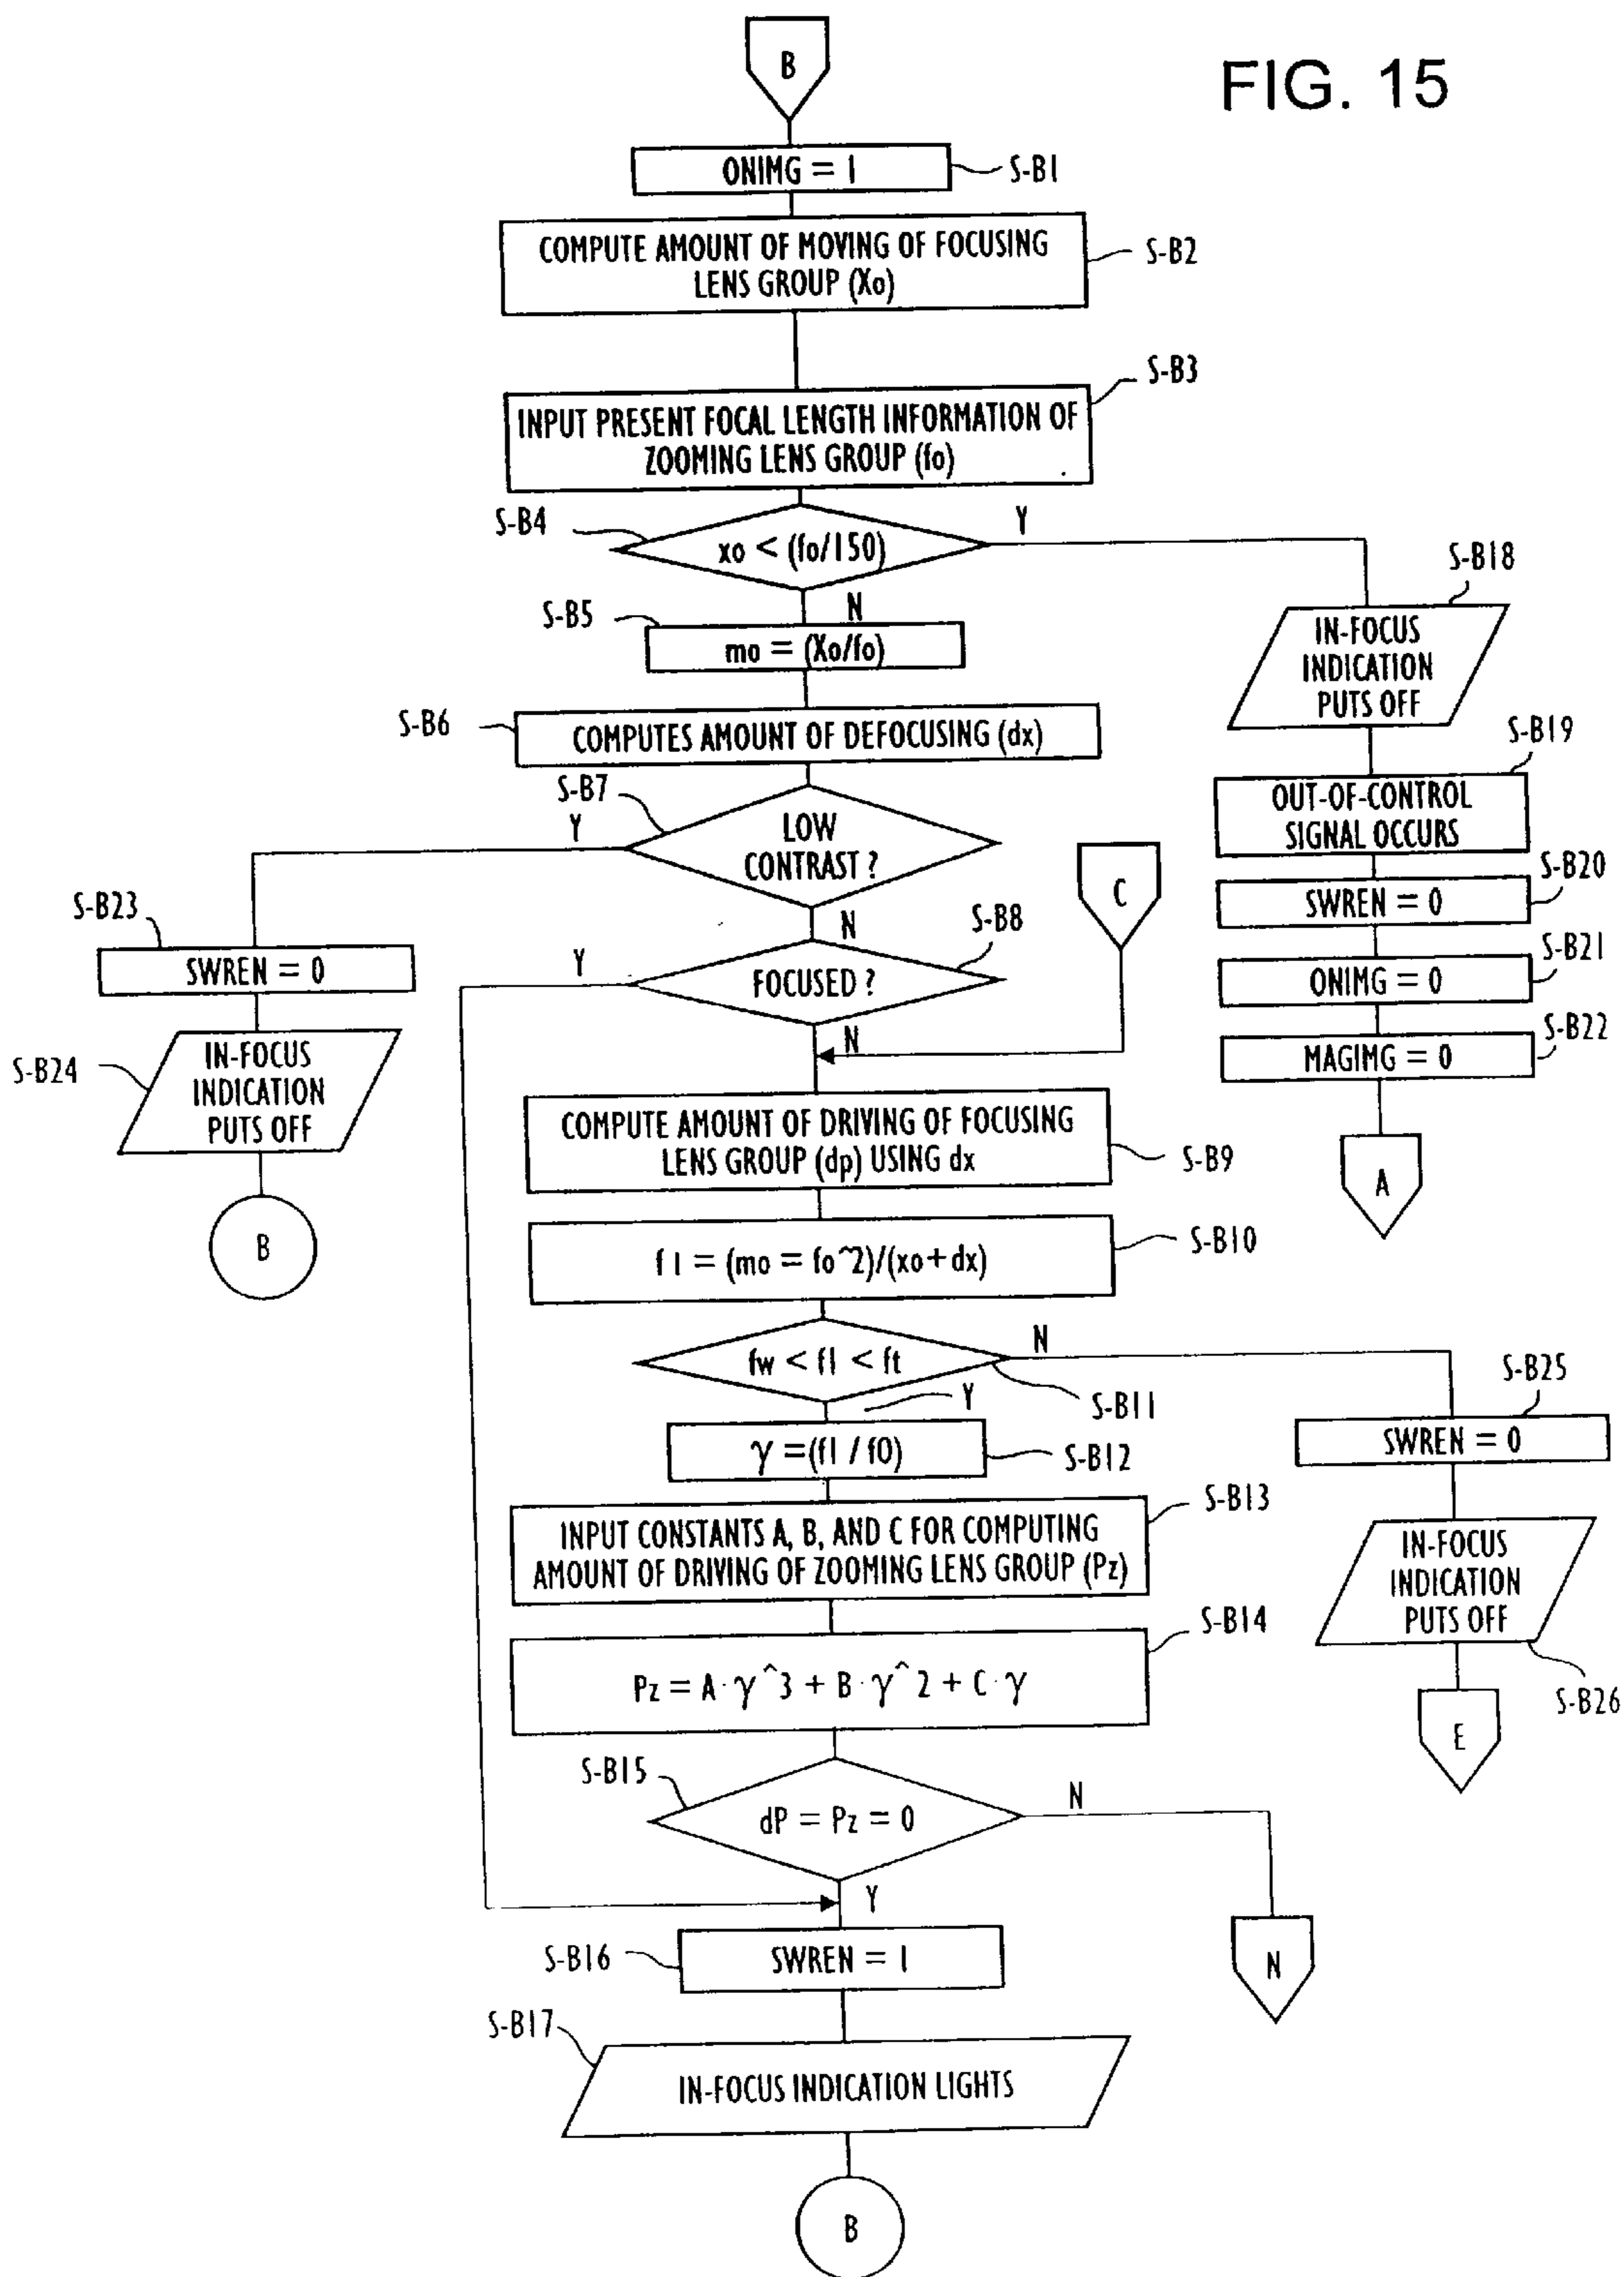 FIG. 15
B
ONIMG = 1
S-B1
COMPUTE AMOUNT OF MOVING OF FOCUSING
LENS GROUP (Xo)
S-B2
S-B3
INPUT PRESENT FOCAL LENGTH INFORMATION OF
ZOOMING LENS GROUP (fo)
S-B4
xo < (fo/150)
Y
N
S-B5
mo = (Xo/fo)
S-B6
COMPUTES AMOUNT OF DEFOCUSING (dx)
S-B7
LOW
CONTRAST ?
Y
N
S-B8
FOCUSED ?
Y
N
C
S-B18
IN-FOCUS
INDICATION
PUTS OFF
S-B19
OUT-OF-CONTROL
SIGNAL OCCURS
S-B20
SWREN = 0
S-B21
ONIMG = 0
S-B22
MAGIMG = 0
A
S-B23
SWREN = 0
S-B24
IN-FOCUS
INDICATION
PUTS OFF
B
COMPUTE AMOUNT OF DRIVING OF FOCUSING
LENS GROUP (dp) USING dx
S-B9
f1 = (mo = fo^2)/(xo+dx)
S-B10
fw < f1 < ft
N
Y
S-B11
γ =(f1 / f0)
S-B12
S-B13
INPUT CONSTANTS A, B, AND C FOR COMPUTING
AMOUNT OF DRIVING OF ZOOMING LENS GROUP (Pz)
S-B14
Pz = A · γ^3 + B · γ^2 + C · γ
S-B25
SWREN = 0
IN-FOCUS
INDICATION
PUTS OFF
S-B26
E
S-B15
dP = Pz = 0
N
Y
N
S-B16
SWREN = 1
S-B17
IN-FOCUS INDICATION LIGHTS
B